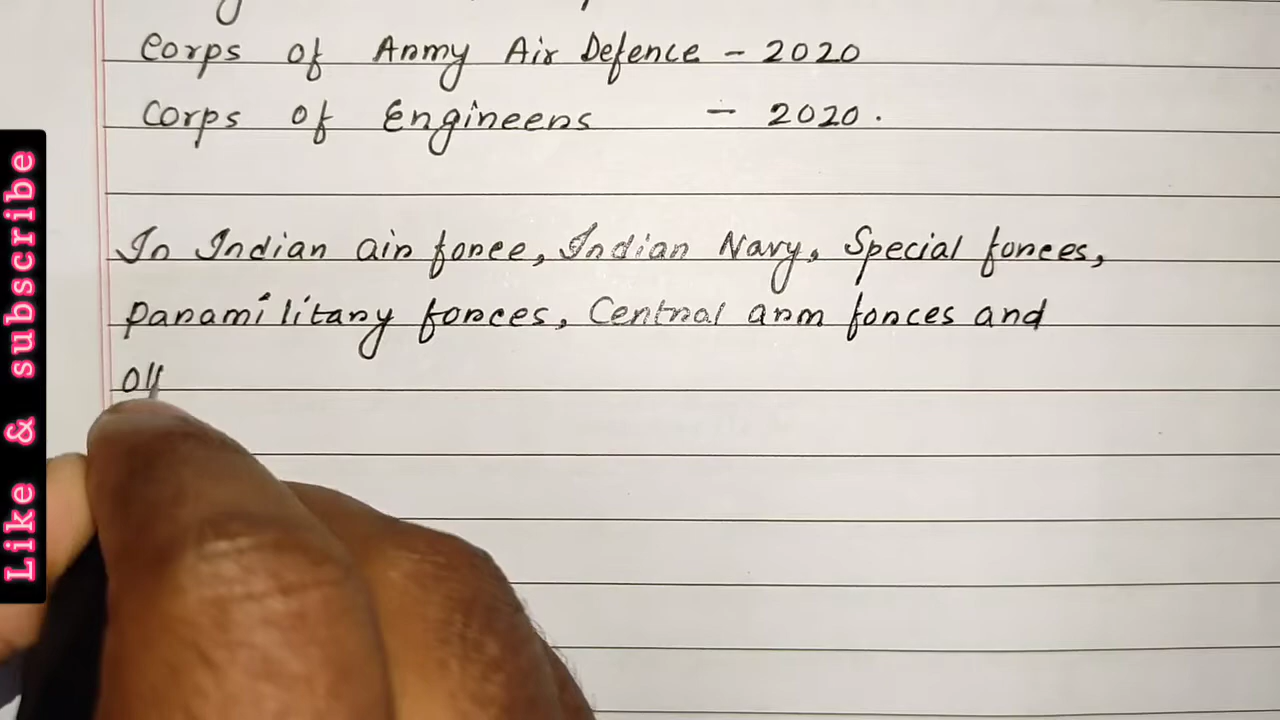 Corps of Army Air Defence - 2020
Corps of Engineers - 2020.
In Indian air force, Indian Navy, Special forces,
paramilitary forces, Central arm forces and
Like & subscribe